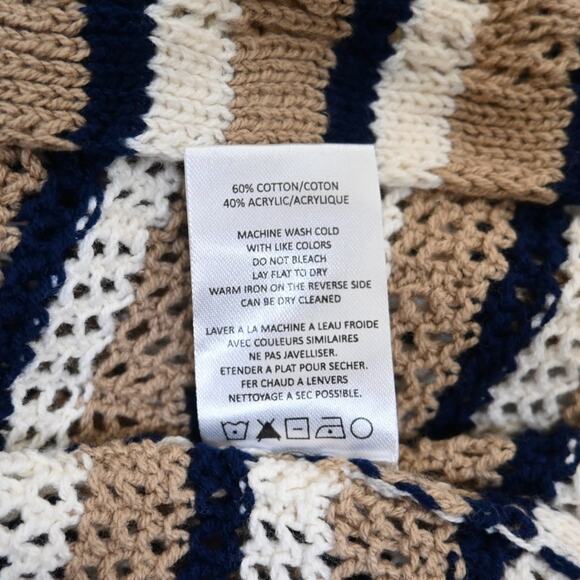 60% COTTON/COTON
40% ACRYLIC/ACRYLIQUE
MACHINE WASH COLD
WITH LIKE COLORS
DO NOT BLEACH
LAY FLAT TO DRY
WARM IRON ON THE REVERSE SIDE
CAN BE DRY CLEANED
LAVER A LA MACHINE A LEAU FROIDE
AVEC COULEURS SIMILAIRES
NE PAS JAVELLISER.
ETENDER A PLAT POUR SECHER.
FER CHAUD A LENVERS
NETTOYAGE A SEC POSSIBLE.